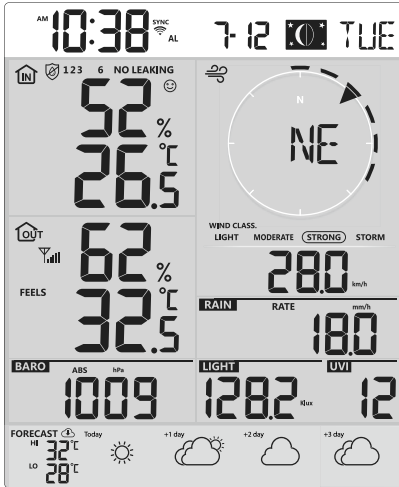 AM 10:38 SYNC AL 7-12 TUE
IN 1 2 3 6 NO LEAKING
52 %
26.5 °C
N
NE
WIND CLASS.
LIGHT MODERATE STRONG STORM
28.0 km/h
OUT
62 %
FEELS 32.5 °C
RAIN RATE mm/h
18.0
BARO ABS hPa
1009
LIGHT
128.2 Klux
UVI
12
FORECAST Today +1 day +2 day +3 day
HI 32°C
LO 28°C